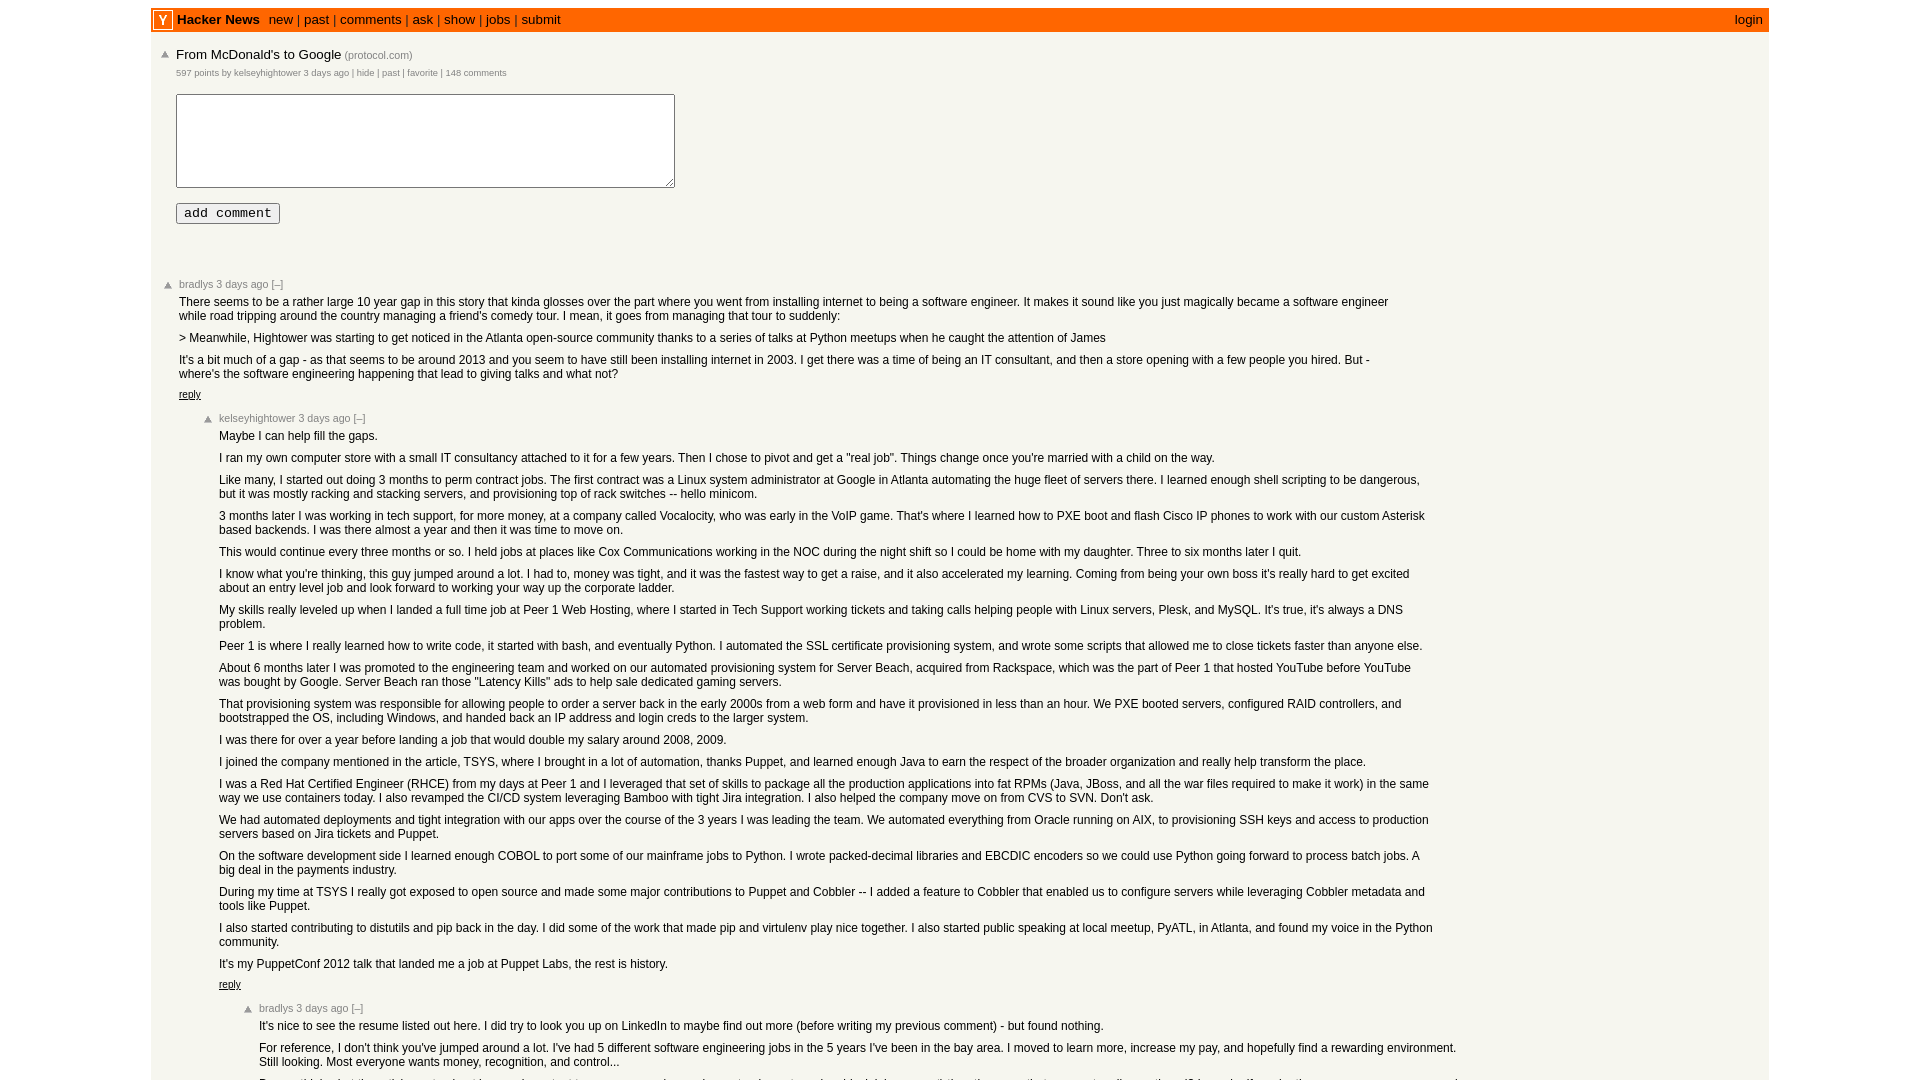 Y Hacker News new | past | comments | ask | show | jobs | submit login
From McDonald's to Google (protocol.com)
597 points by kelseyhightower 3 days ago | hide | past | favorite | 148 comments
add comment
bradlys 3 days ago [–]
There seems to be a rather large 10 year gap in this story that kinda glosses over the part where you went from installing internet to being a software engineer. It makes it sound like you just magically became a software engineer
while road tripping around the country managing a friend's comedy tour. I mean, it goes from managing that tour to suddenly:
> Meanwhile, Hightower was starting to get noticed in the Atlanta open-source community thanks to a series of talks at Python meetups when he caught the attention of James
It's a bit much of a gap - as that seems to be around 2013 and you seem to have still been installing internet in 2003. I get there was a time of being an IT consultant, and then a store opening with a few people you hired. But -
where's the software engineering happening that lead to giving talks and what not?
reply
kelseyhightower 3 days ago [–]
Maybe I can help fill the gaps.
I ran my own computer store with a small IT consultancy attached to it for a few years. Then I chose to pivot and get a "real job". Things change once you're married with a child on the way.
Like many, I started out doing 3 months to perm contract jobs. The first contract was a Linux system administrator at Google in Atlanta automating the huge fleet of servers there. I learned enough shell scripting to be dangerous,
but it was mostly racking and stacking servers, and provisioning top of rack switches -- hello minicom.
3 months later I was working in tech support, for more money, at a company called Vocalocity, who was early in the VoIP game. That's where I learned how to PXE boot and flash Cisco IP phones to work with our custom Asterisk
based backends. I was there almost a year and then it was time to move on.
This would continue every three months or so. I held jobs at places like Cox Communications working in the NOC during the night shift so I could be home with my daughter. Three to six months later I quit.
I know what you're thinking, this guy jumped around a lot. I had to, money was tight, and it was the fastest way to get a raise, and it also accelerated my learning. Coming from being your own boss it's really hard to get excited
about an entry level job and look forward to working your way up the corporate ladder.
My skills really leveled up when I landed a full time job at Peer 1 Web Hosting, where I started in Tech Support working tickets and taking calls helping people with Linux servers, Plesk, and MySQL. It's true, it's always a DNS
problem.
Peer 1 is where I really learned how to write code, it started with bash, and eventually Python. I automated the SSL certificate provisioning system, and wrote some scripts that allowed me to close tickets faster than anyone else.
About 6 months later I was promoted to the engineering team and worked on our automated provisioning system for Server Beach, acquired from Rackspace, which was the part of Peer 1 that hosted YouTube before YouTube
was bought by Google. Server Beach ran those "Latency Kills" ads to help sale dedicated gaming servers.
That provisioning system was responsible for allowing people to order a server back in the early 2000s from a web form and have it provisioned in less than an hour. We PXE booted servers, configured RAID controllers, and
bootstrapped the OS, including Windows, and handed back an IP address and login creds to the larger system.
I was there for over a year before landing a job that would double my salary around 2008, 2009.
I joined the company mentioned in the article, TSYS, where I brought in a lot of automation, thanks Puppet, and learned enough Java to earn the respect of the broader organization and really help transform the place.
I was a Red Hat Certified Engineer (RHCE) from my days at Peer 1 and I leveraged that set of skills to package all the production applications into fat RPMs (Java, JBoss, and all the war files required to make it work) in the same
way we use containers today. I also revamped the CI/CD system leveraging Bamboo with tight Jira integration. I also helped the company move on from CVS to SVN. Don't ask.
We had automated deployments and tight integration with our apps over the course of the 3 years I was leading the team. We automated everything from Oracle running on AIX, to provisioning SSH keys and access to production
servers based on Jira tickets and Puppet.
On the software development side I learned enough COBOL to port some of our mainframe jobs to Python. I wrote packed-decimal libraries and EBCDIC encoders so we could use Python going forward to process batch jobs. A
big deal in the payments industry.
During my time at TSYS I really got exposed to open source and made some major contributions to Puppet and Cobbler -- I added a feature to Cobbler that enabled us to configure servers while leveraging Cobbler metadata and
tools like Puppet.
I also started contributing to distutils and pip back in the day. I did some of the work that made pip and virtulenv play nice together. I also started public speaking at local meetup, PyATL, in Atlanta, and found my voice in the Python
community.
It's my PuppetConf 2012 talk that landed me a job at Puppet Labs, the rest is history.
reply
bradlys 3 days ago [–]
It's nice to see the resume listed out here. I did try to look you up on LinkedIn to maybe find out more (before writing my previous comment) - but found nothing.
For reference, I don't think you've jumped around a lot. I've had 5 different software engineering jobs in the 5 years I've been in the bay area. I moved to learn more, increase my pay, and hopefully find a rewarding environment.
Still looking. Most everyone wants money, recognition, and control...